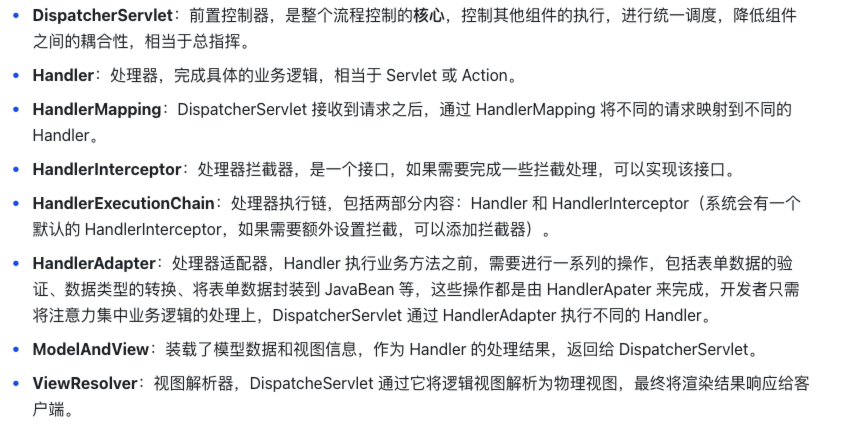 • DispatcherServlet：前置控制器，是整个流程控制的核心，控制其他组件的执行，进行统一调度，降低组件
之间的耦合性，相当于总指挥。
• Handler：处理器，完成具体的业务逻辑，相当于 Servlet 或 Action。
• HandlerMapping：DispatcherServlet 接收到请求之后，通过 HandlerMapping 将不同的请求映射到不同的
Handler。
• HandlerInterceptor：处理器拦截器，是一个接口，如果需要完成一些拦截处理，可以实现该接口。
• HandlerExecutionChain：处理器执行链，包括两部分内容：Handler 和 HandlerInterceptor（系统会有一个
默认的 HandlerInterceptor，如果需要额外设置拦截，可以添加拦截器）。
• HandlerAdapter：处理器适配器，Handler 执行业务方法之前，需要进行一系列的操作，包括表单数据的验
证、数据类型的转换、将表单数据封装到 JavaBean 等，这些操作都是由 HandlerApater 来完成，开发者只需
将注意力集中业务逻辑的处理上，DispatcherServlet 通过 HandlerAdapter 执行不同的 Handler。
• ModelAndView：装载了模型数据和视图信息，作为 Handler 的处理结果，返回给 DispatcherServlet。
• ViewResolver：视图解析器，DispatcheServlet 通过它将逻辑视图解析为物理视图，最终将渲染结果响应给客
户端。